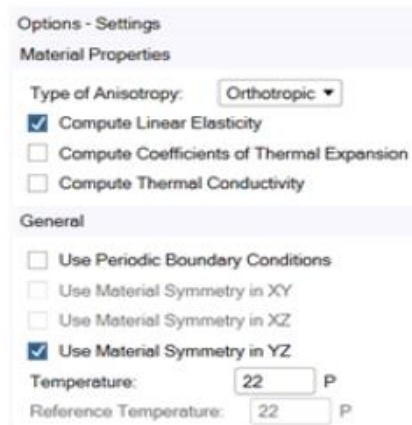 Options - Settings
Material Properties
Type of Anisotropy: Orthotropic
Compute Linear Elasticity
Compute Coefficients of Thermal Expansion
Compute Thermal Conductivity
General
Use Periodic Boundary Conditions
Use Material Symmetry in XY
Use Material Symmetry in XZ
Use Material Symmetry in YZ
Temperature: 22 P
Reference Temperature: 22 P